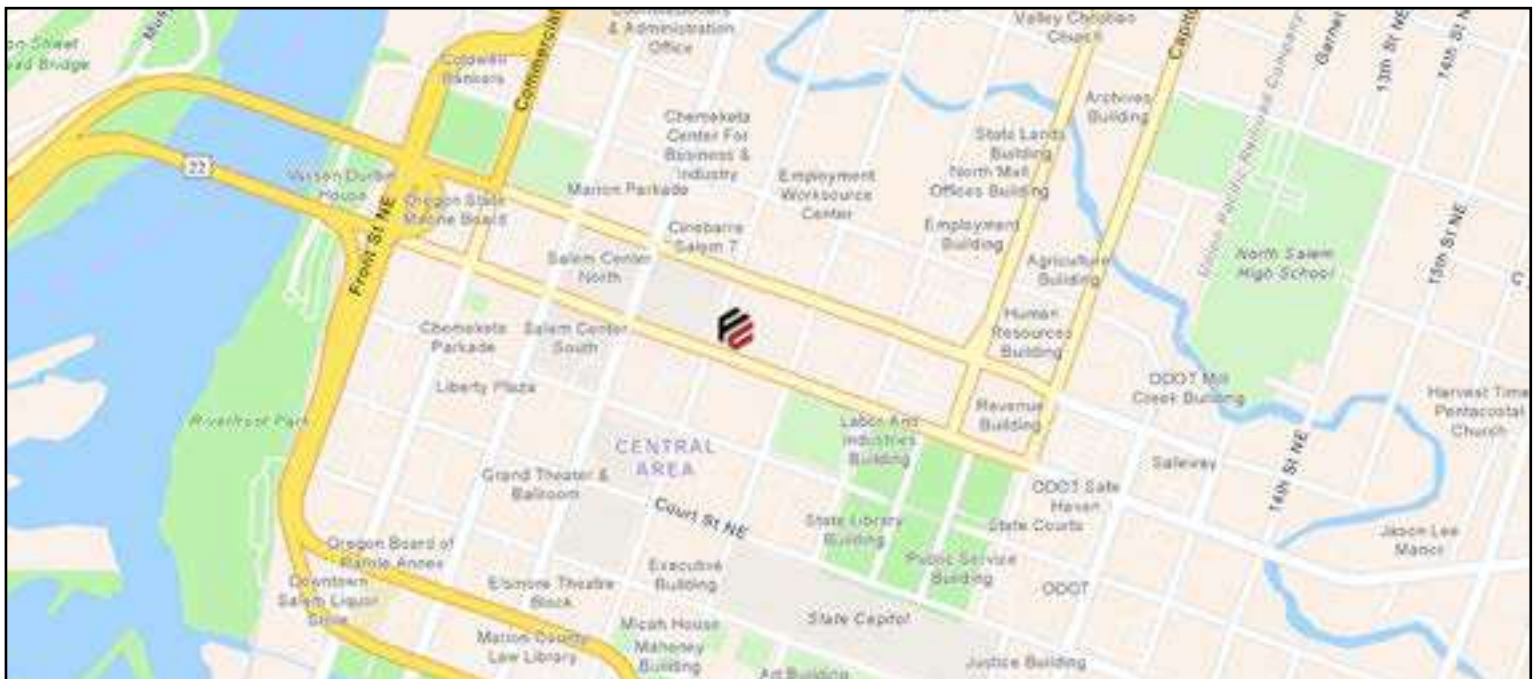 & Administration
Office
Valley Christian
Church
Garnet
13th St NE
14th St N
Commercial
Capito
Coldwell
Bankers
Archives
Building
Chemeketa
Center For
Business &
Industry
State Lands
Building
North Mall
Offices Building
22
Marion Parkade
Employment
Worksource
Center
Oregon State
Marine Board
House
Front St NE
Cinebarre
Salem 7
Employment
Building
Salem Center
North
Agriculture
Building
North Salem
High School
15th St NE
Chemeketa
Parkade
Salem Center
South
Human
Resources
Building
Liberty Plaza
ODOT Mill
Creek Building
Harvest Time
Pentacostal
Church
Riverfront Park
Revenue
Building
Labor And
Industries
Building
CENTRAL
AREA
Safeway
14th St NE
Grand Theater &
Ballroom
Court St NE
ODOT Safe
Haven
State Courts
State Library
Building
Jason Lee
Manor
Oregon Board of
Parole Annex
Public Service
Building
Executive
Building
Downtown
Salem Liquor
Store
Elsinore Theatre
Block
ODOT
State Capitol
Micah House
Mahoney
Building
Marion County
Law Library
Justice Building
Art Building